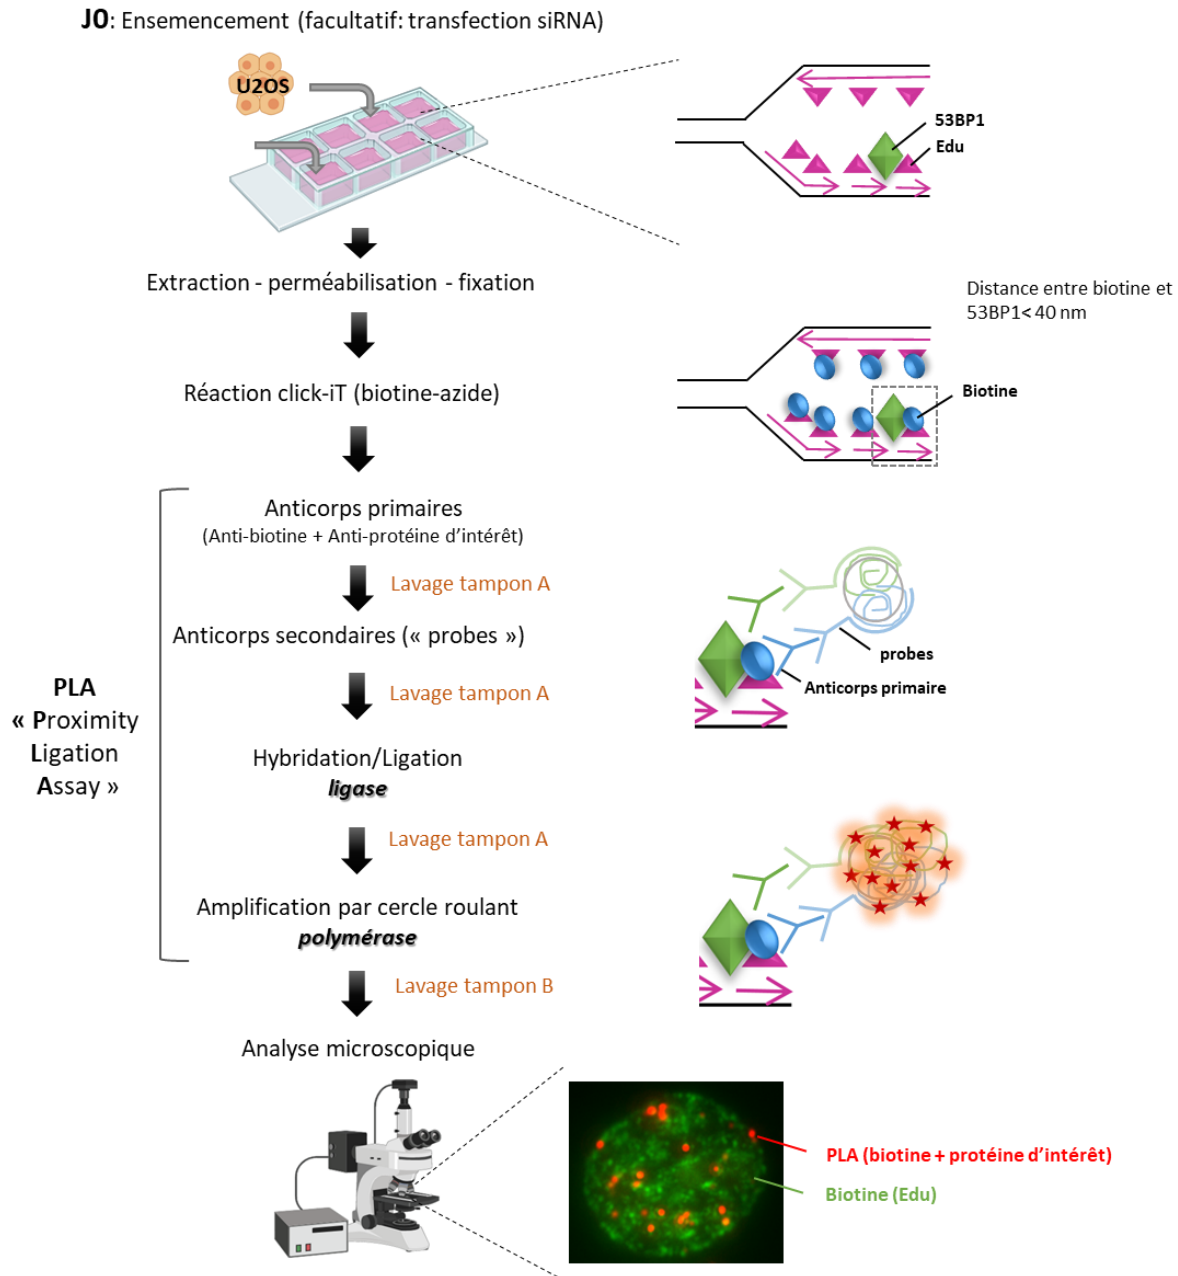 J0: Ensemencement (facultatif: transfection siRNA)
U2OS
53BP1
Edu
Extraction - perméabilisation - fixation
Distance entre biotine et
53BP1< 40 nm
Réaction click-iT (biotine-azide)
Biotine
Anticorps primaires
(Anti-biotine + Anti-protéine d'intérêt)
Lavage tampon A
Anticorps secondaires (« probes »)
probes
Anticorps primaire
Lavage tampon A
PLA
« Proximity
Ligation
Assay »
Hybridation/Ligation
ligase
Lavage tampon A
Amplification par cercle roulant
polymérase
Lavage tampon B
Analyse microscopique
PLA (biotine + protéine d'intérêt)
Biotine (Edu)